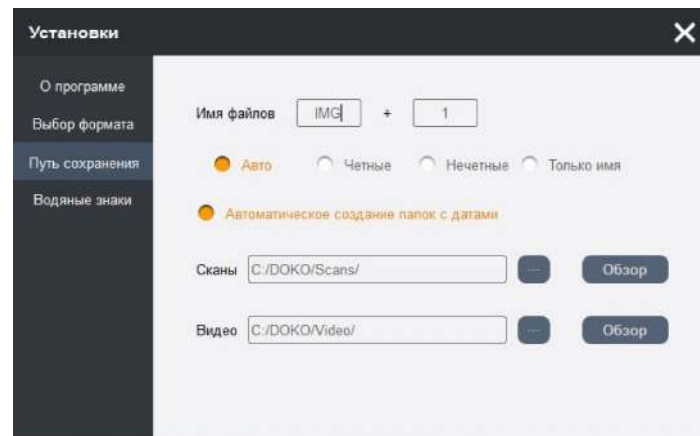 Установки
О программе
Выбор формата
Путь сохранения
Водяные знаки
Имя файлов IMG + 1
Авто Четные Нечетные Только имя
Автоматическое создание папок с датами
Сканы C:/DOKO/Scans/ ... Обзор
Видео C:/DOKO/Video/ ... Обзор